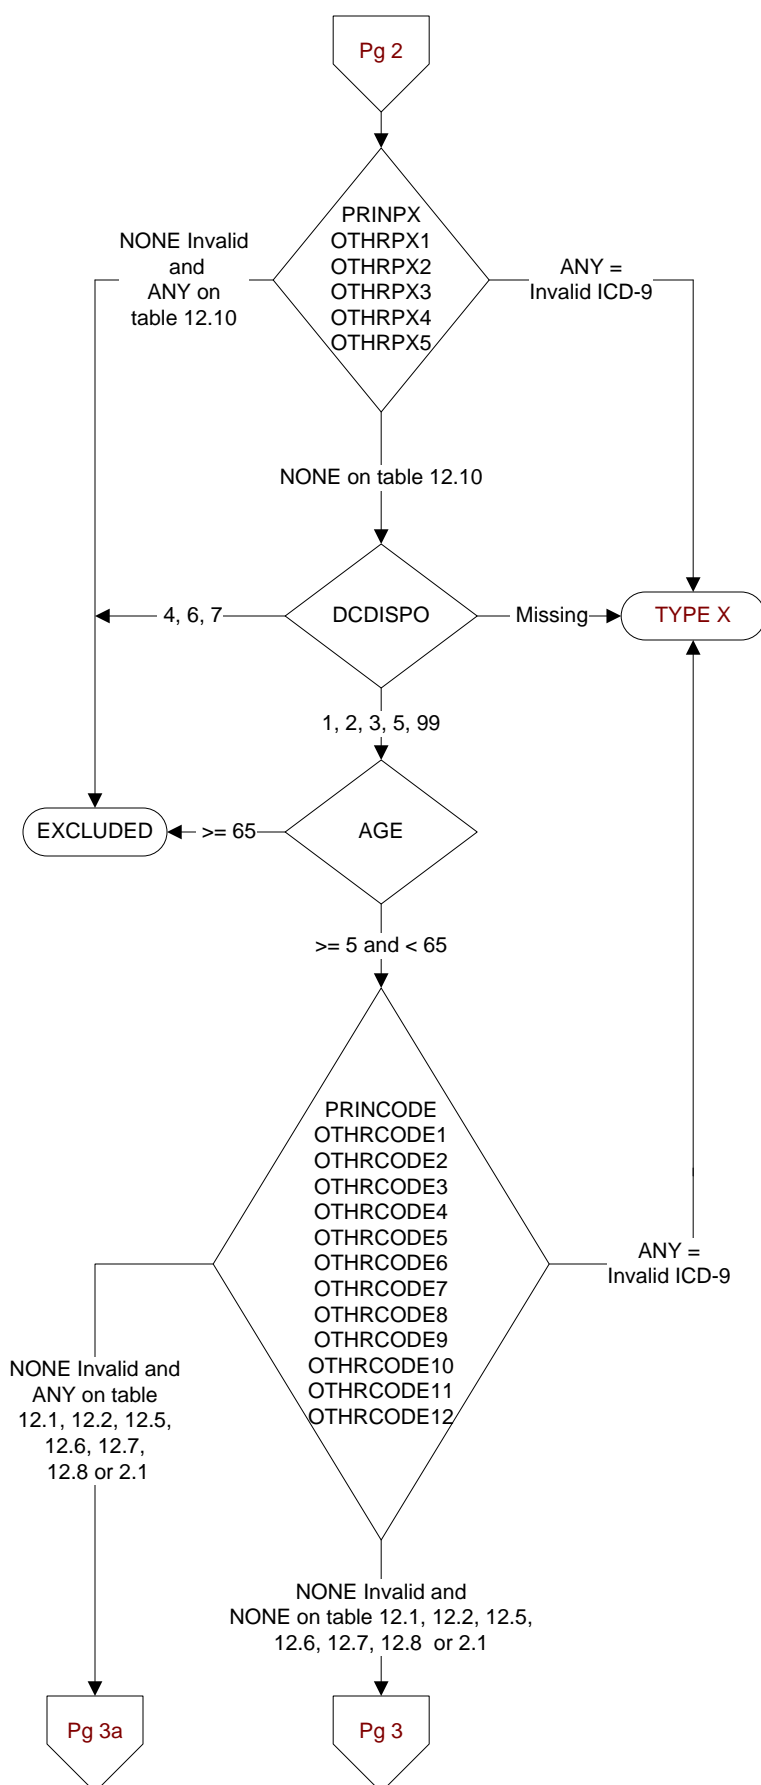 Pg 2
PRINPX
OTHRPX1
OTHRPX2
OTHRPX3
OTHRPX4
OTHRPX5
NONE Invalid
and
ANY on
table 12.10
ANY =
Invalid ICD-9
NONE on table 12.10
4, 6, 7
DCDISPO
Missing
TYPE X
1, 2, 3, 5, 99
EXCLUDED
>= 65
AGE
>= 5 and < 65
PRINCODE
OTHRCODE1
OTHRCODE2
OTHRCODE3
OTHRCODE4
OTHRCODE5
OTHRCODE6
OTHRCODE7
OTHRCODE8
OTHRCODE9
OTHRCODE10
OTHRCODE11
OTHRCODE12
ANY =
Invalid ICD-9
NONE Invalid and
ANY on table
12.1, 12.2, 12.5,
12.6, 12.7,
12.8 or 2.1
NONE Invalid and
NONE on table 12.1, 12.2, 12.5,
12.6, 12.7, 12.8 or 2.1
Pg 3a
Pg 3